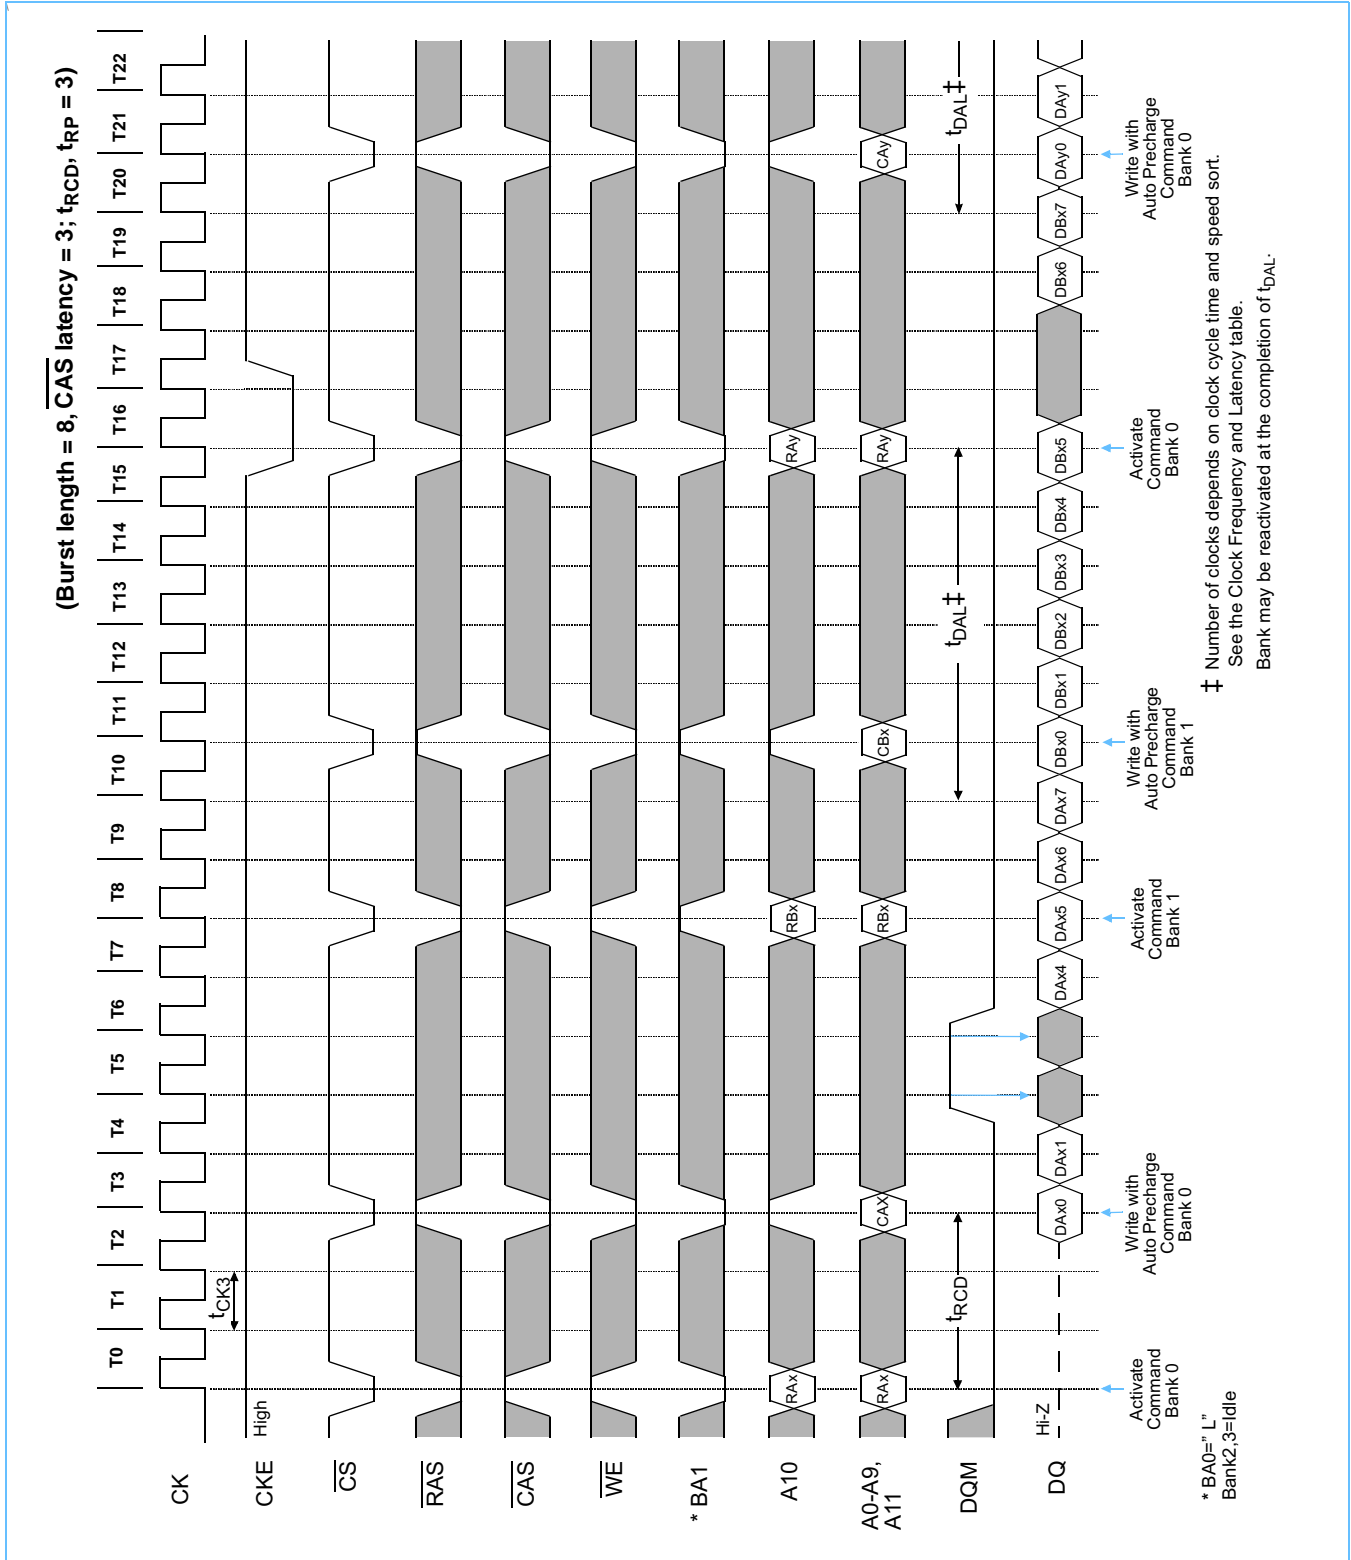 (Burst length = 8, CAS latency = 3; tRCD, tRP = 3)
T0 T1 T2 T3 T4 T5 T6 T7 T8 T9 T10 T11 T12 T13 T14 T15 T16 T17 T18 T19 T20 T21 T22
CK
tCK3
CKE
High
CS
RAS
CAS
WE
* BA1
A10
RAx RBx RAy
A0-A9,
A11
RAx CAX RBx CBx RAy CAy
DQM
tRCD tDAL‡ tDAL‡
DQ
Hi-Z
DAx0 DAx1 DAx4 DAx5 DAx6 DAx7 DBx0 DBx1 DBx2 DBx3 DBx4 DBx5 DBx6 DBx7 DAy0 DAy1
Activate
Command
Bank 0
Write with
Auto Precharge
Command
Bank 0
Activate
Command
Bank 1
Write with
Auto Precharge
Command
Bank 1
Activate
Command
Bank 0
Write with
Auto Precharge
Command
Bank 0
* BA0=” L”
Bank2,3=Idle
‡ Number of clocks depends on clock cycle time and speed sort.
See the Clock Frequency and Latency table.
Bank may be reactivated at the completion of tDAL.